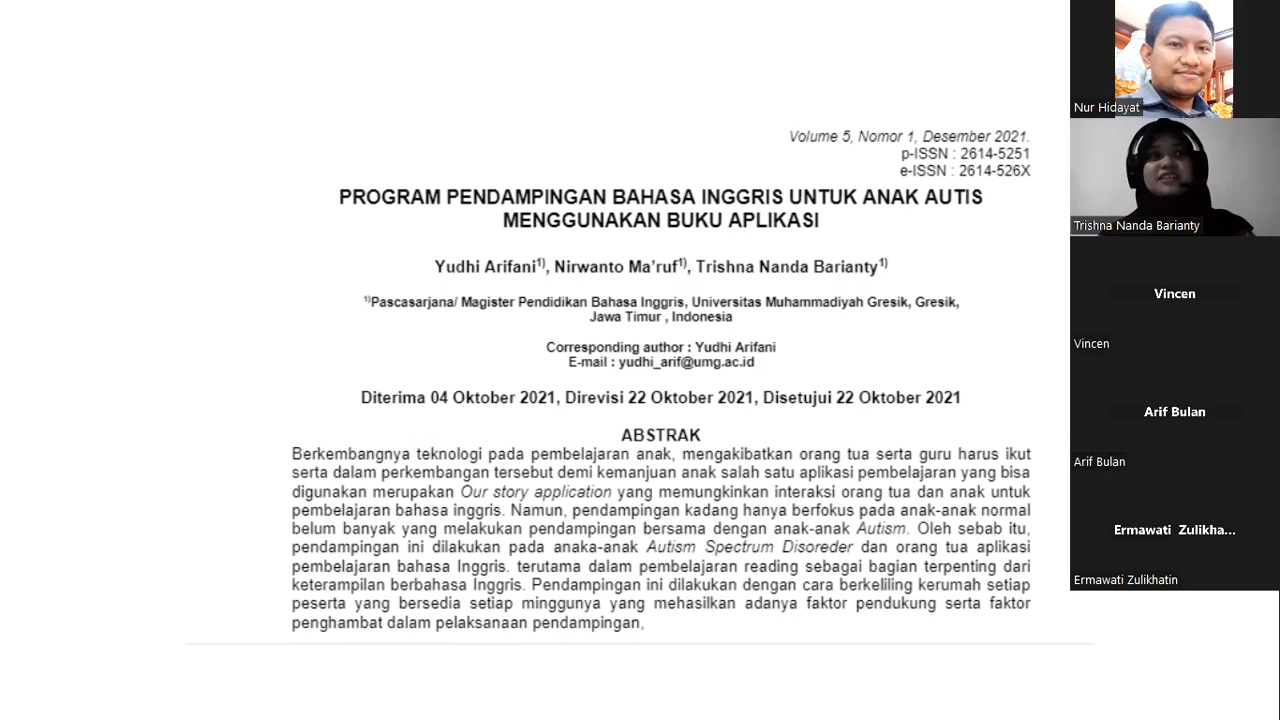 Volume 5, Nomor 1, Desember 2021.
p-ISSN : 2614-5251
e-ISSN : 2614-526X
PROGRAM PENDAMPINGAN BAHASA INGGRIS UNTUK ANAK AUTIS
MENGGUNAKAN BUKU APLIKASI
Yudhi Arifani1), Nirwanto Ma'ruf1), Trishna Nanda Barianty1)
1)Pascasarjana/ Magister Pendidikan Bahasa Inggris, Universitas Muhammadiyah Gresik, Gresik,
Jawa Timur , Indonesia
Corresponding author : Yudhi Arifani
E-mail : yudhi_arif@umg.ac.id
Diterima 04 Oktober 2021, Direvisi 22 Oktober 2021, Disetujui 22 Oktober 2021
ABSTRAK
Berkembangnya teknologi pada pembelajaran anak, mengakibatkan orang tua serta guru harus ikut
serta dalam perkembangan tersebut demi kemanjuan anak salah satu aplikasi pembelajaran yang bisa
digunakan merupakan Our story application yang memungkinkan interaksi orang tua dan anak untuk
pembelajaran bahasa inggris. Namun, pendampingan kadang hanya berfokus pada anak-anak normal
belum banyak yang melakukan pendampingan bersama dengan anak-anak Autism. Oleh sebab itu,
pendampingan ini dilakukan pada anaka-anak Autism Spectrum Disoreder dan orang tua aplikasi
pembelajaran bahasa Inggris. terutama dalam pembelajaran reading sebagai bagian terpenting dari
keterampilan berbahasa Inggris. Pendampingan ini dilakukan dengan cara berkeliling kerumah setiap
peserta yang bersedia setiap minggunya yang mehasilkan adanya faktor pendukung serta faktor
penghambat dalam pelaksanaan pendampingan,
Nur Hidayat
Trishna Nanda Barianty
Vincen
Vincen
Arif Bulan
Arif Bulan
Ermawati Zulikha...
Ermawati Zulikhatin